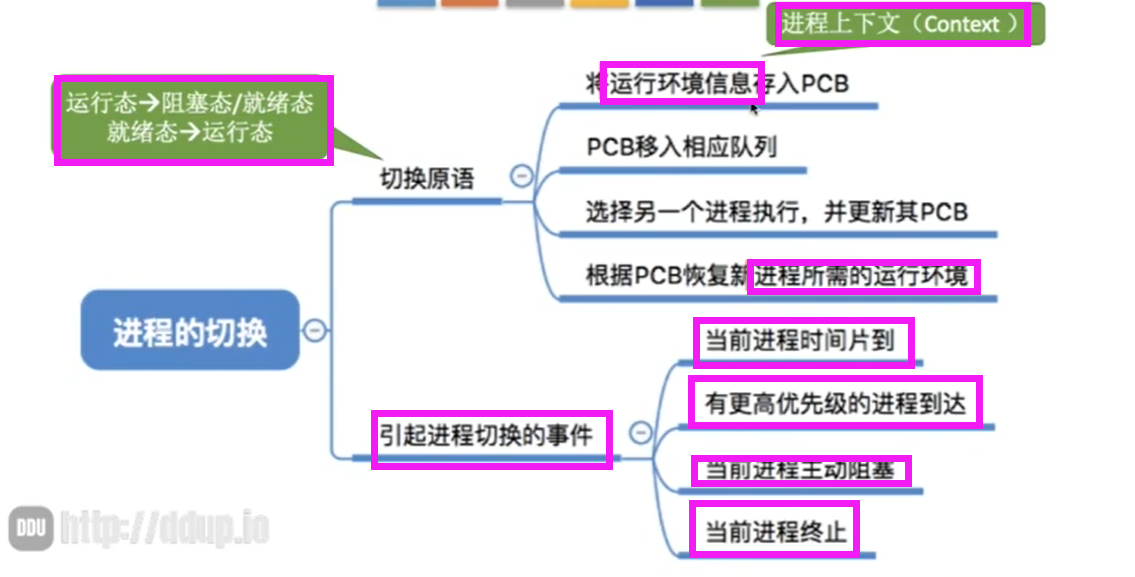 进程上下文（Context ）
运行态→阻塞态/就绪态
就绪态→运行态
将运行环境信息存入PCB
PCB移入相应队列
切换原语
选择另一个进程执行，并更新其PCB
根据PCB恢复新进程所需的运行环境
进程的切换
当前进程时间片到
有更高优先级的进程到达
引起进程切换的事件
当前进程主动阻塞
当前进程终止
DDU http://ddup.io